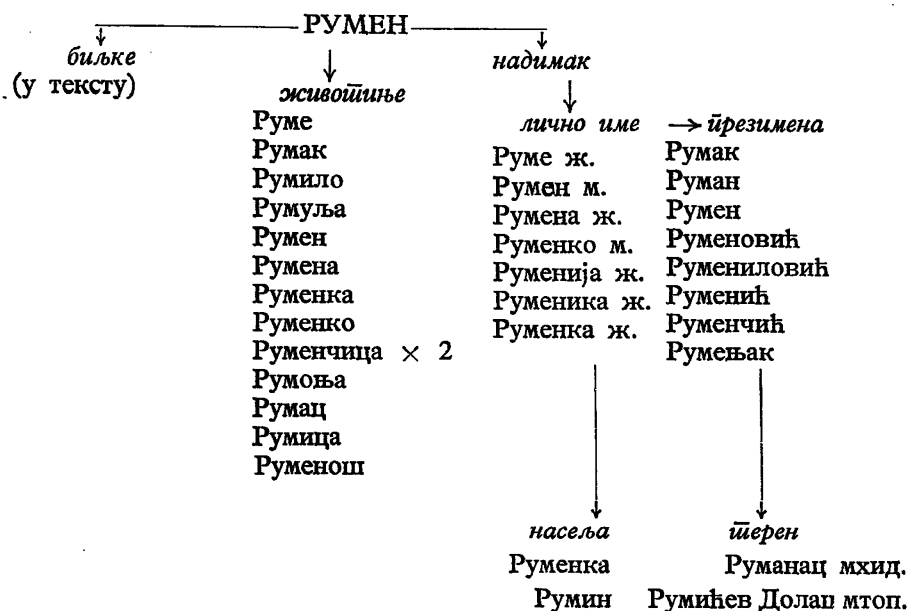 РУМЕН
биљке
(у тексту)
животиње
Руме
Румак
Румило
Румуља
Румен
Румена
Руменка
Руменко
Руменчица × 2
Румоња
Румац
Румица
Руменош
надимак
лично име → презимена
Руме ж.
Румен м.
Румена ж.
Руменко м.
Руменија ж.
Руменика ж.
Руменка ж.
Румак
Руман
Румен
Руменовић
Румениловић
Руменић
Руменчић
Румењак
насеља
Руменка
Румин
терен
Руманац мхид.
Румићев Долац мтоп.